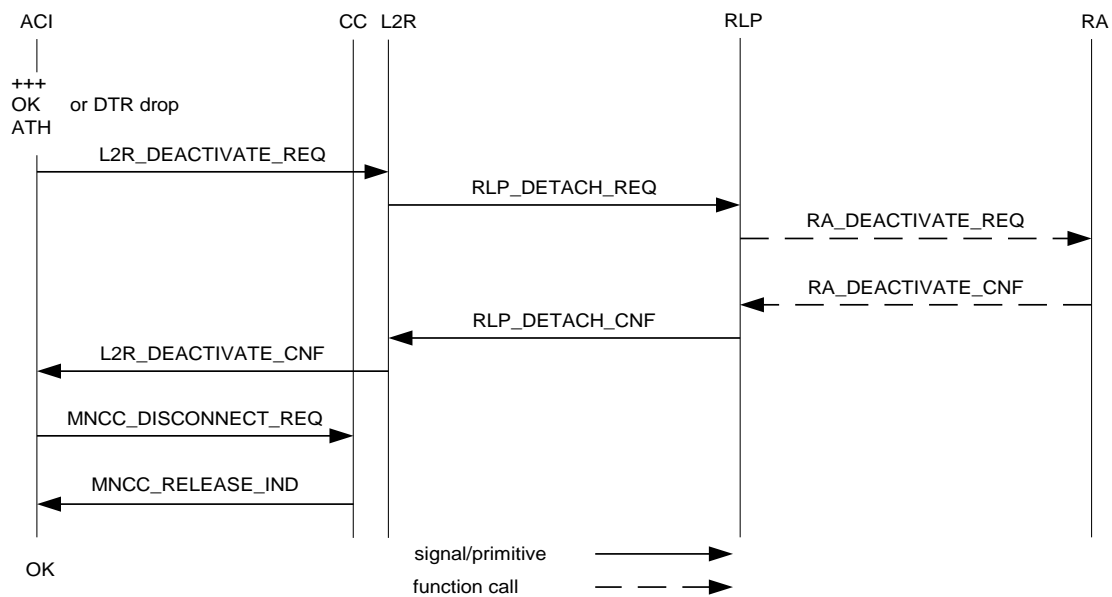 ACI CC L2R RLP RA
+++
OK or DTR drop
ATH
L2R_DEACTIVATE_REQ
RLP_DETACH_REQ
RA_DEACTIVATE_REQ
RA_DEACTIVATE_CNF
RLP_DETACH_CNF
L2R_DEACTIVATE_CNF
MNCC_DISCONNECT_REQ
MNCC_RELEASE_IND
signal/primitive
OK
function call